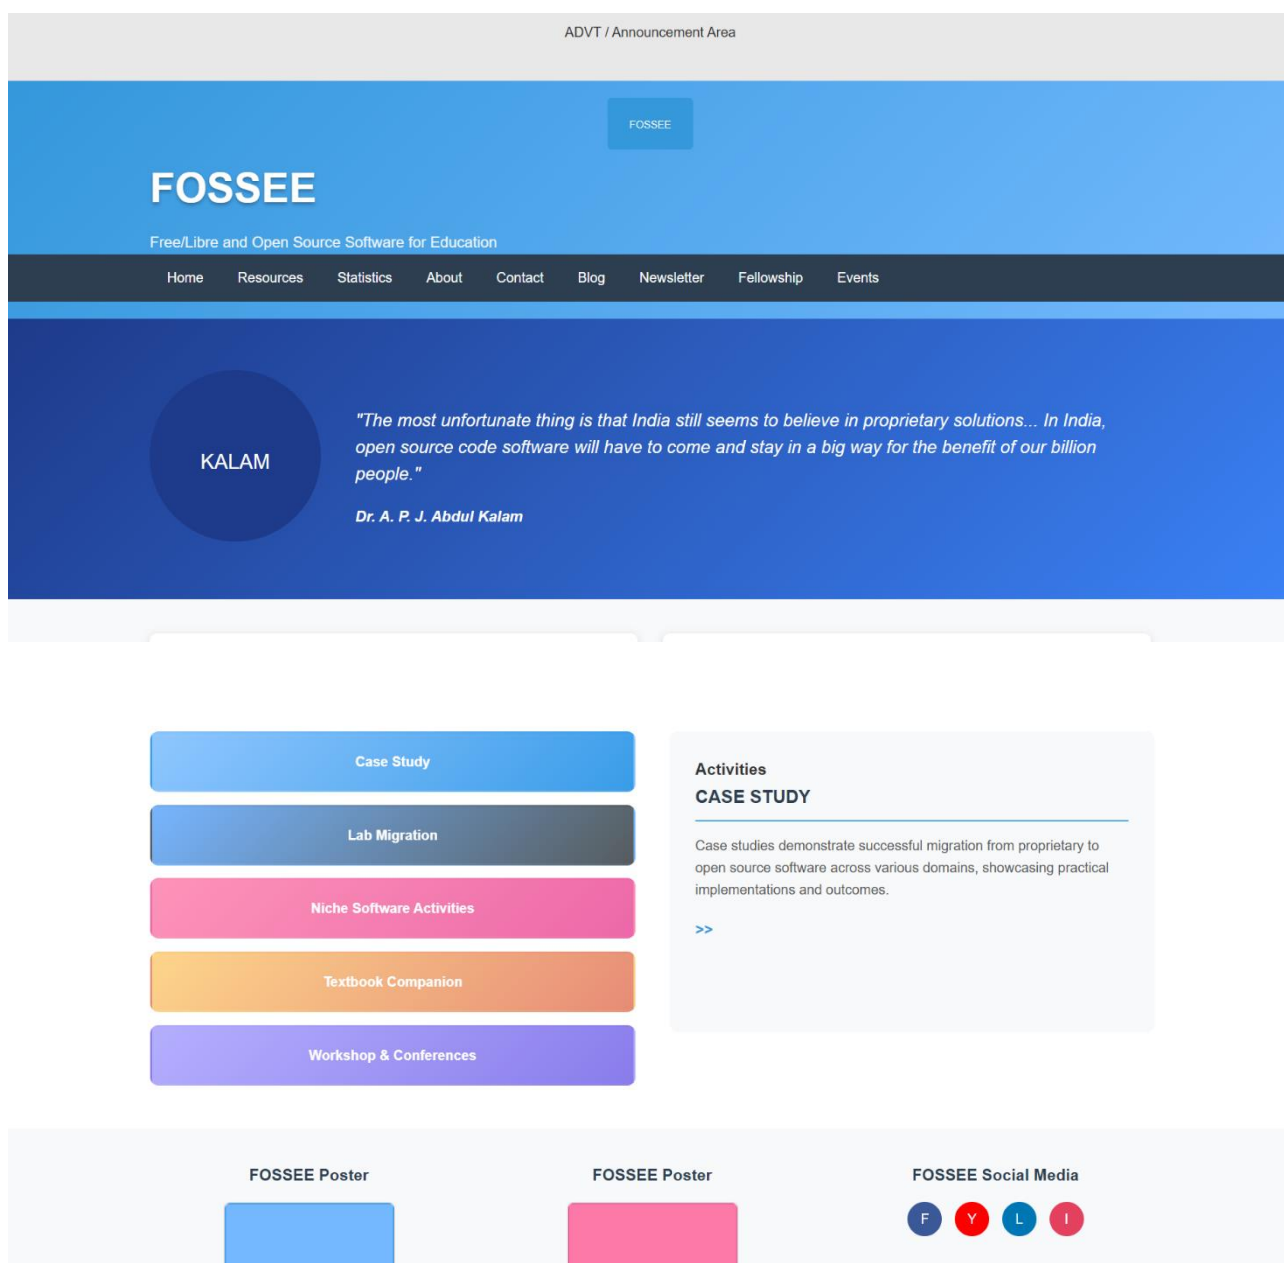 ADVT / Announcement Area
FOSSEE
FOSSEE
Free/Libre and Open Source Software for Education
Home Resources Statistics About Contact Blog Newsletter Fellowship Events
KALAM
"The most unfortunate thing is that India still seems to believe in proprietary solutions... In India,
open source code software will have to come and stay in a big way for the benefit of our billion
people."
Dr. A. P. J. Abdul Kalam
Case Study
Lab Migration
Niche Software Activities
Textbook Companion
Workshop & Conferences
Activities
CASE STUDY
Case studies demonstrate successful migration from proprietary to
open source software across various domains, showcasing practical
implementations and outcomes.
>>
FOSSEE Poster
FOSSEE Poster
FOSSEE Social Media
F Y L I